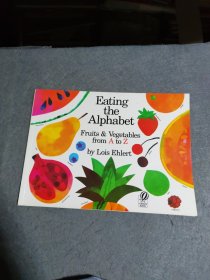 Eating
the
Alphabet
Fruits & Vegetables
from A to Z
by Lois Ehlert